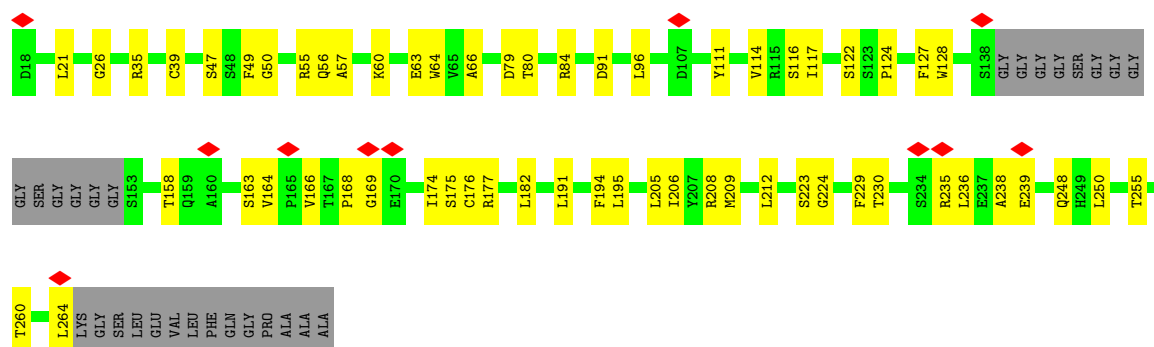 D18 L21 G26 R35 C39 S47 S48 F49 G50 R55 Q56 A57 K60 E63 W64 V65 A66 D79 T80 R84 D91 L96 D107 Y111 V114 R115 S116 I117 S122 S123 P124 F127 W128 S138 GLY GLY GLY GLY SER GLY GLY GLY
GLY SER GLY GLY GLY GLY S153 T158 Q159 A160 S163 V164 P165 V166 T167 P168 G169 E170 I174 S175 C176 R177 L182 L191 F194 L195 L205 I206 Y207 R208 M209 L212 S223 G224 F229 T230 S234 R235 L236 E237 A238 E239 Q248 H249 L250 T255
T260 L264 LYS GLY SER LEU GLU VAL LEU PHE GLN GLY PRO ALA ALA ALA